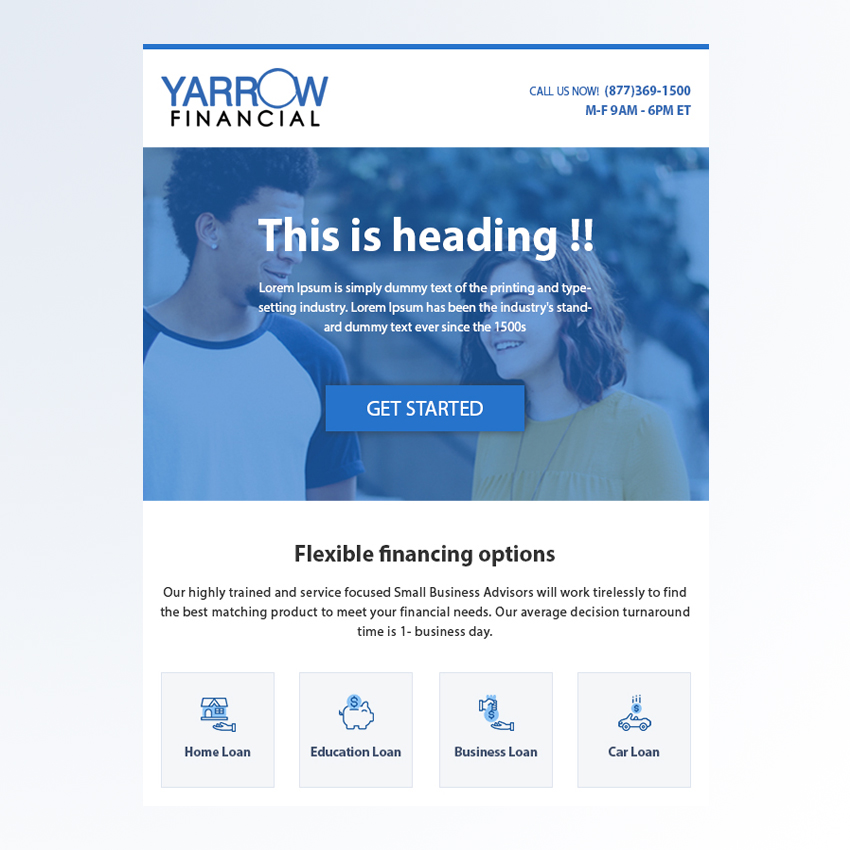 YARROW
FINANCIAL
CALL US NOW! (877)369-1500
M-F 9AM - 6PM ET
This is heading !!
Lorem Ipsum is simply dummy text of the printing and type-
setting industry. Lorem Ipsum has been the industry's stand-
ard dummy text ever since the 1500s
GET STARTED
Flexible financing options
Our highly trained and service focused Small Business Advisors will work tirelessly to find
the best matching product to meet your financial needs. Our average decision turnaround
time is 1- business day.
Home Loan
Education Loan
Business Loan
Car Loan